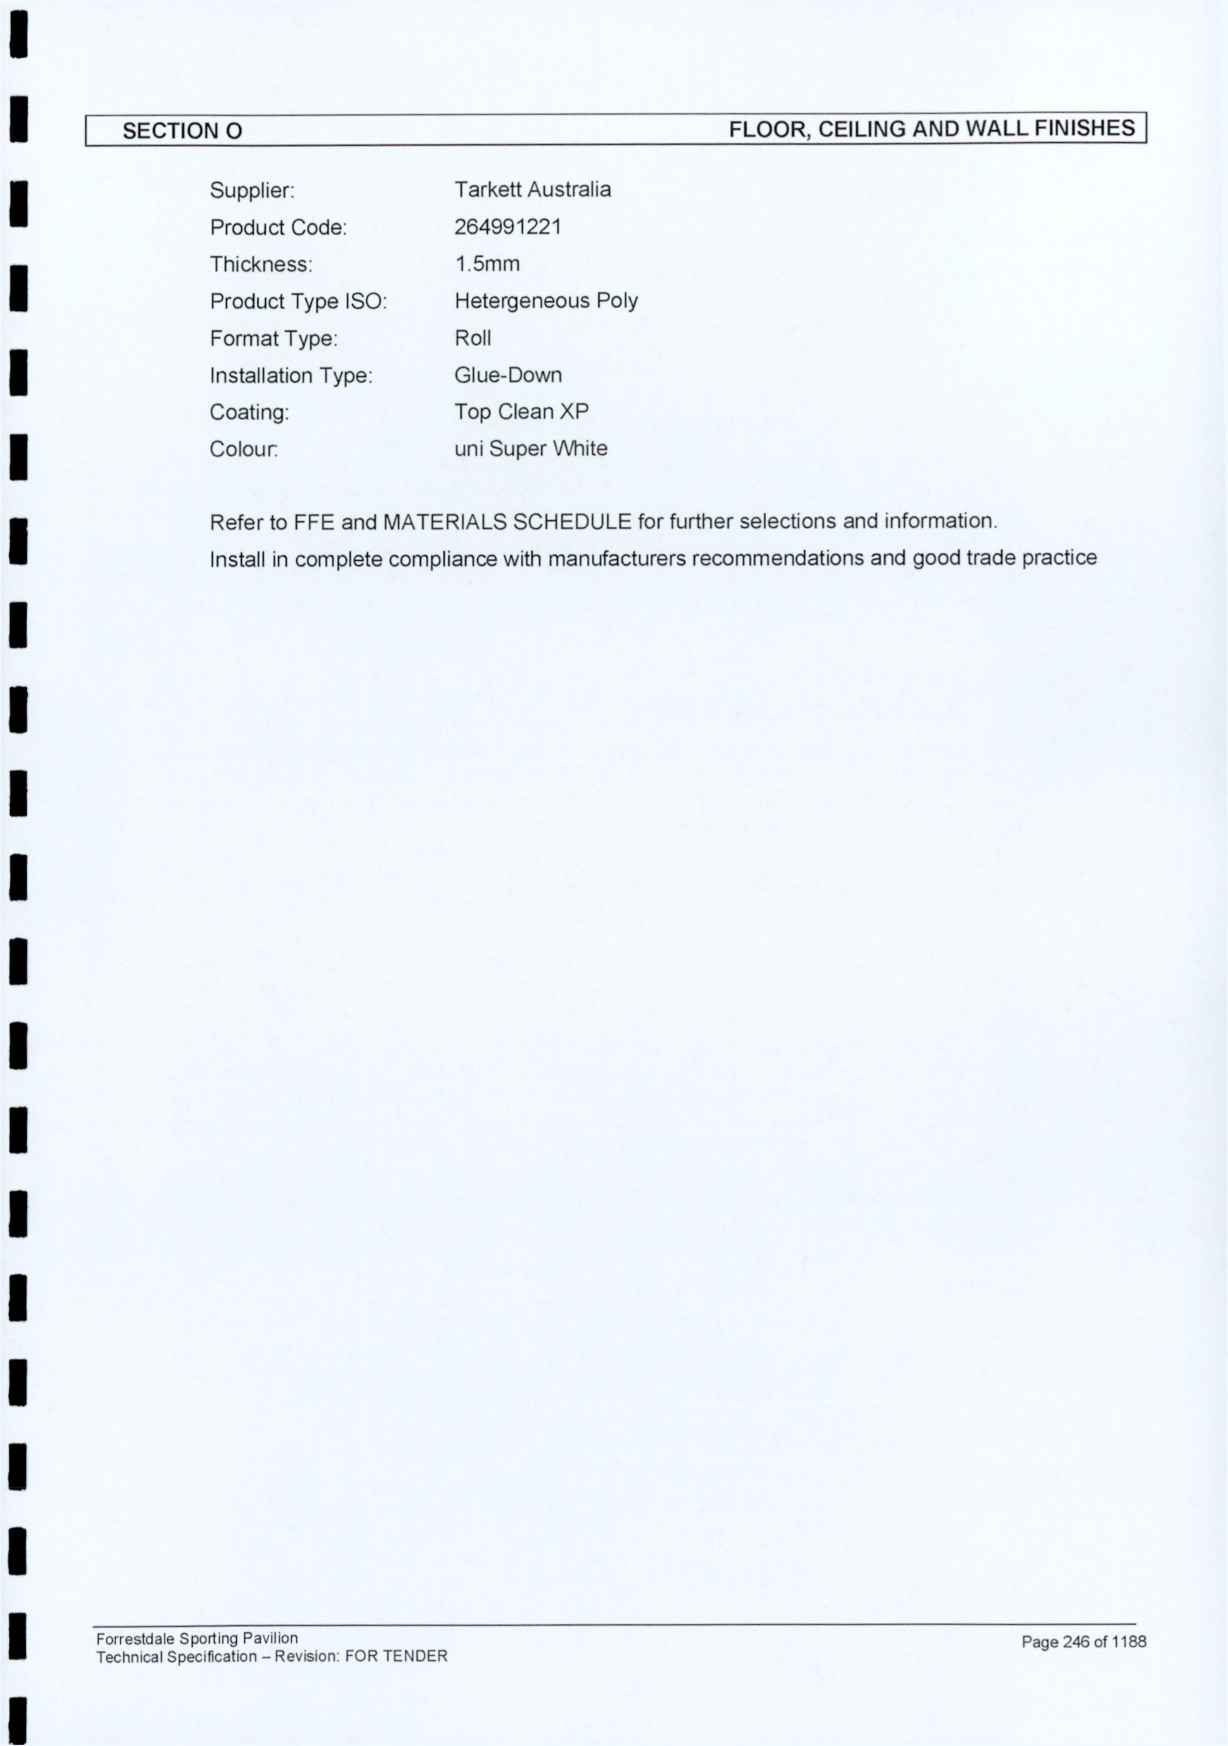 SECTION O FLOOR, CEILING AND WALL FINISHES
Supplier: Tarkett Australia
Product Code: 264991221
Thickness: 1.5mm
Product Type ISO: Hetergeneous Poly
Format Type: Roll
Installation Type: Glue-Down
Coating: Top Clean XP
Colour: uni Super White
Refer to FFE and MATERIALS SCHEDULE for further selections and information.
Install in complete compliance with manufacturers recommendations and good trade practice
Forrestdale Sporting Pavilion
Technical Specification – Revision: FOR TENDER Page 246 of 1188